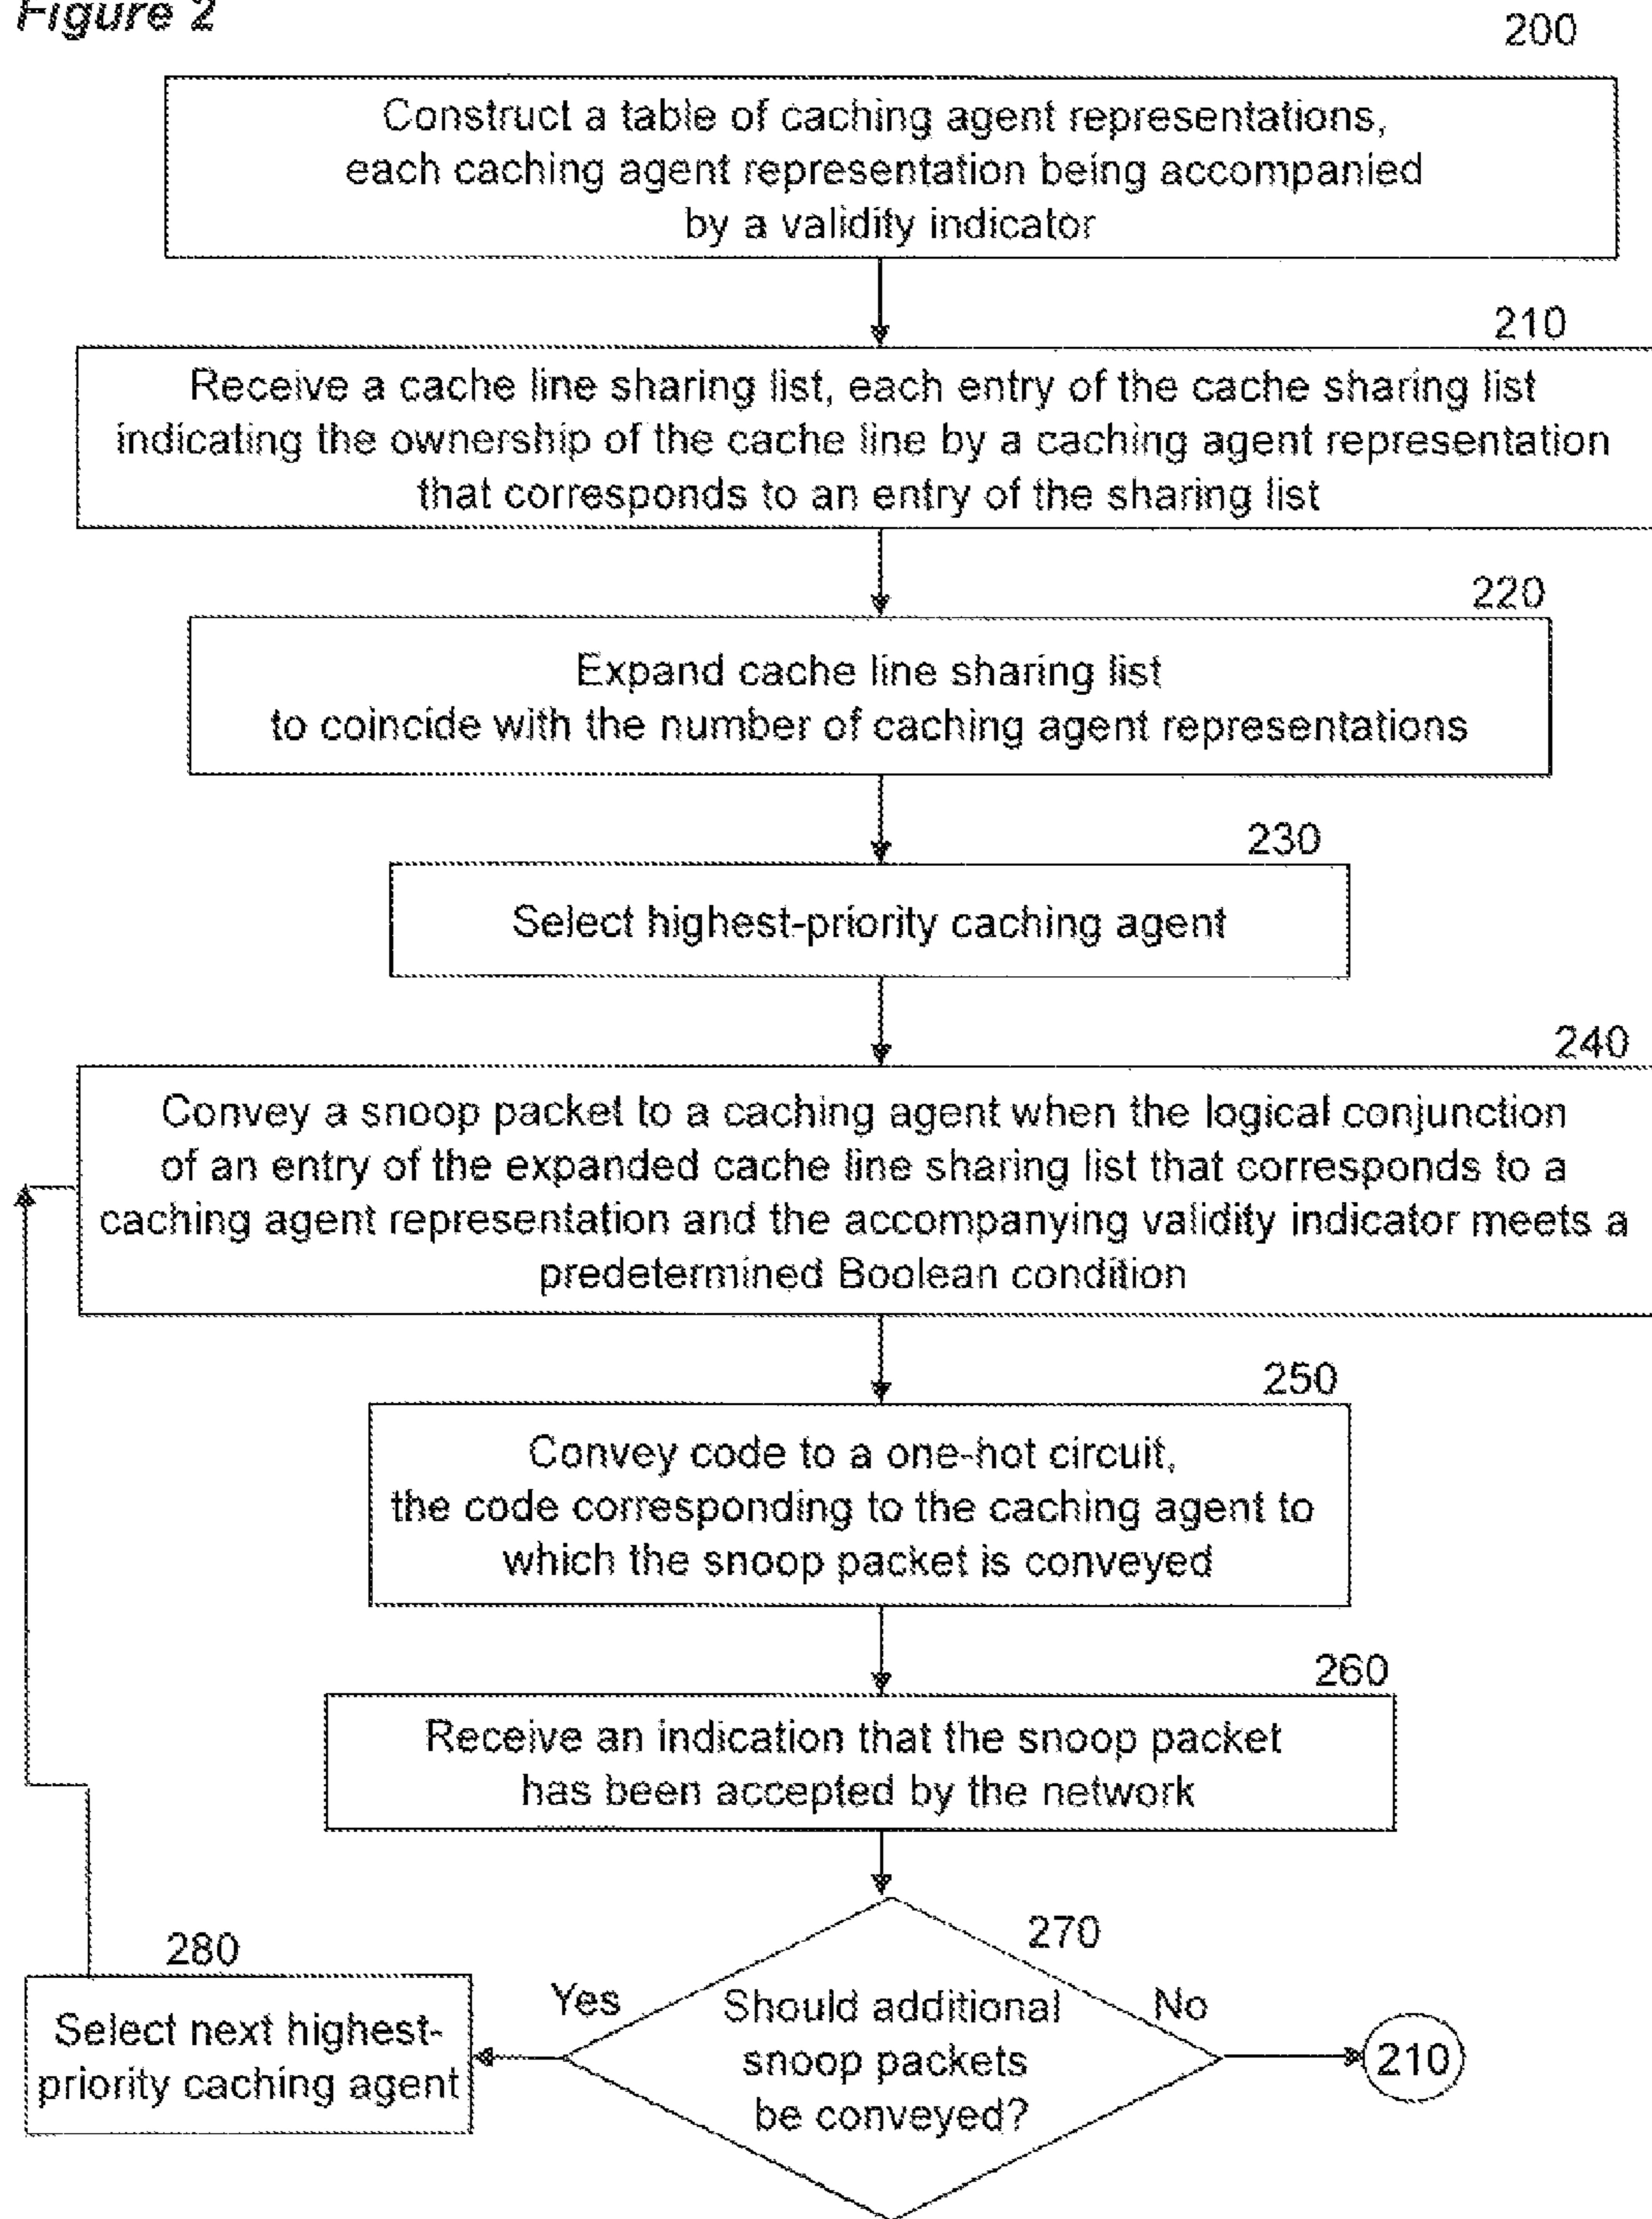 Figure 2
200
Construct a table of caching agent representations,
each caching agent representation being accompanied
by a validity indicator
210
Receive a cache line sharing list, each entry of the cache sharing list
indicating the ownership of the cache line by a caching agent representation
that corresponds to an entry of the sharing list
220
Expand cache line sharing list
to coincide with the number of caching agent representations
230
Select highest-priority caching agent
240
Convey a snoop packet to a caching agent when the logical conjunction
of an entry of the expanded cache line sharing list that corresponds to a
caching agent representation and the accompanying validity indicator meets a
predetermined Boolean condition
250
Convey code to a one-hot circuit,
the code corresponding to the caching agent to
which the snoop packet is conveyed
260
Receive an indication that the snoop packet
has been accepted by the network
270
Should additional
snoop packets
be conveyed?
Yes
No
280
Select next highest-
priority caching agent
210